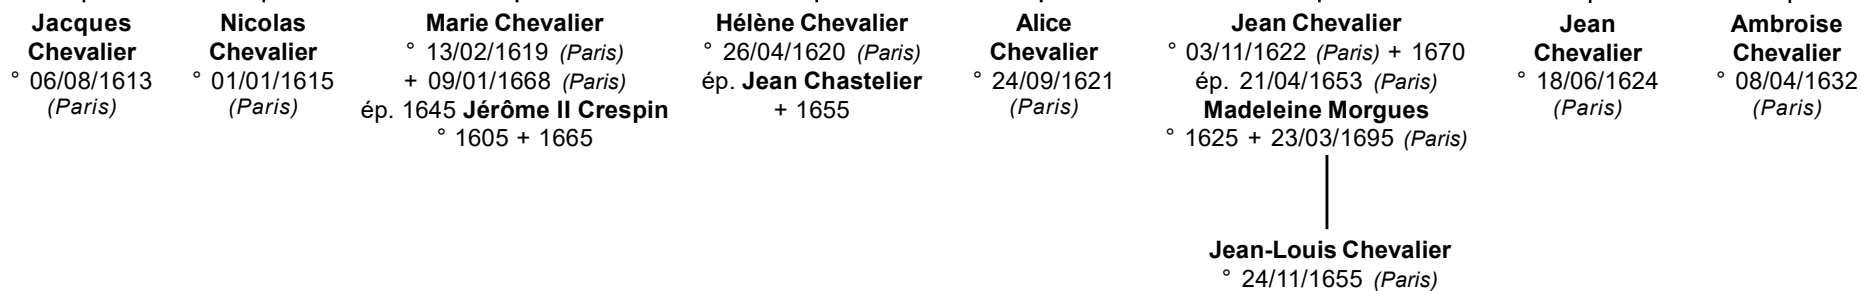 Jacques
Chevalier
° 06/08/1613
(Paris)
Nicolas
Chevalier
° 01/01/1615
(Paris)
Marie Chevalier
° 13/02/1619 (Paris)
+ 09/01/1668 (Paris)
ép. 1645 Jérôme II Crespin
° 1605 + 1665
Hélène Chevalier
° 26/04/1620 (Paris)
ép. Jean Chastelier
+ 1655
Alice
Chevalier
° 24/09/1621
(Paris)
Jean Chevalier
° 03/11/1622 (Paris) + 1670
ép. 21/04/1653 (Paris)
Madeleine Morgues
° 1625 + 23/03/1695 (Paris)
Jean-Louis Chevalier
° 24/11/1655 (Paris)
Jean
Chevalier
° 18/06/1624
(Paris)
Ambroise
Chevalier
° 08/04/1632
(Paris)